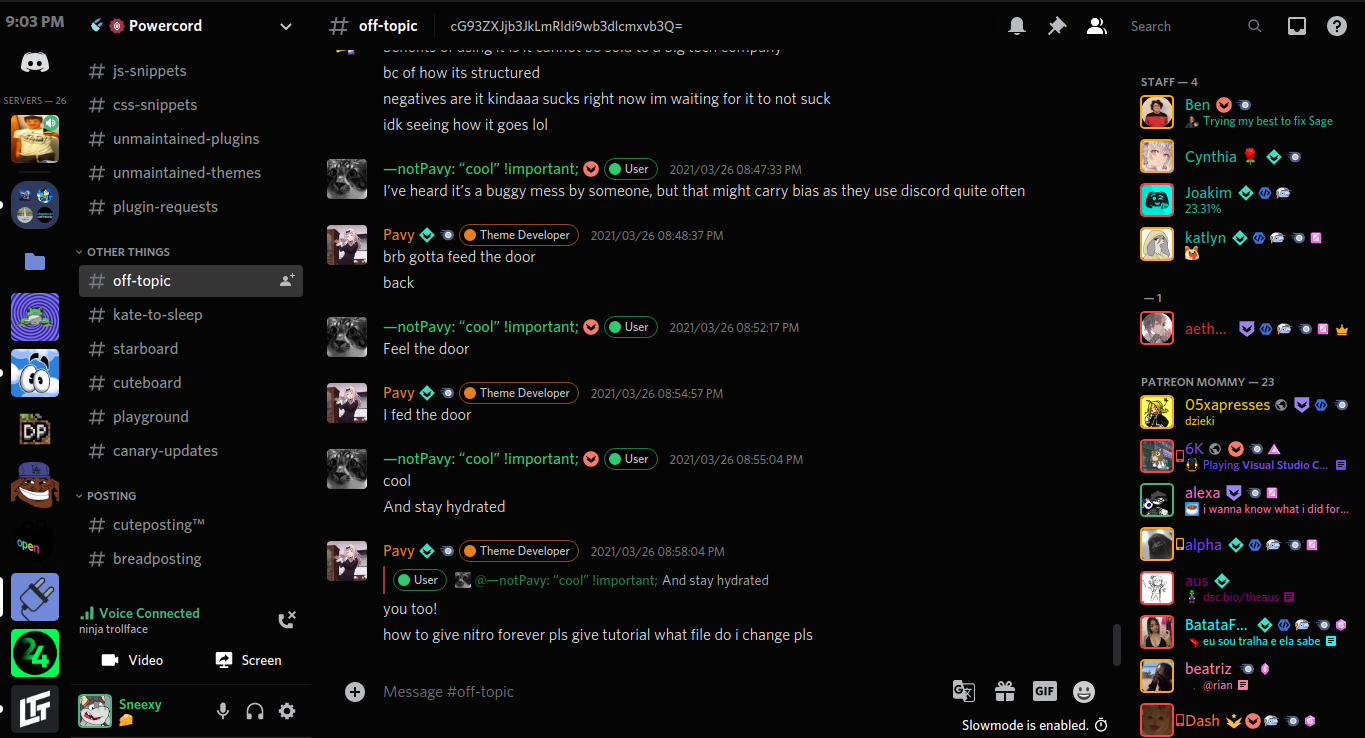 9:03 PM
SERVERS — 26
DP
open
24
LTT
Powercord
js-snippets
css-snippets
unmaintained-plugins
unmaintained-themes
plugin-requests
OTHER THINGS
off-topic
kate-to-sleep
starboard
cuteboard
playground
canary-updates
POSTING
cuteposting™
breadposting
Voice Connected
ninja trollface
Video
Screen
Sneexy
off-topic
cG93ZXJjb3JkLmRldi9wb3dlcmxvb3Q=
Search
benefits of using it is it cannot be sold to a big tech company
bc of how its structured
negatives are it kindaaa sucks right now im waiting for it to not suck
idk seeing how it goes lol
—notPavy: “cool” !important; User 2021/03/26 08:47:33 PM
I’ve heard it’s a buggy mess by someone, but that might carry bias as they use discord quite often
Pavy Theme Developer 2021/03/26 08:48:37 PM
brb gotta feed the door
back
—notPavy: “cool” !important; User 2021/03/26 08:52:17 PM
Feel the door
Pavy Theme Developer 2021/03/26 08:54:57 PM
I fed the door
—notPavy: “cool” !important; User 2021/03/26 08:55:04 PM
cool
And stay hydrated
Pavy Theme Developer 2021/03/26 08:58:04 PM
User @—notPavy: “cool” !important; And stay hydrated
you too!
how to give nitro forever pls give tutorial what file do i change pls
Message #off-topic
GIF
Slowmode is enabled.
STAFF — 4
Ben
Trying my best to fix Sage
Cynthia
Joakim
23.31%
katlyn
— 1
aeth...
PATREON MOMMY — 23
05xapresses
dzieki
6K
Playing Visual Studio C...
alexa
i wanna know what i did for...
alpha
aus
dsc.bio/theaus
BatataF...
eu sou tralha e ela sabe
beatriz
. @rian
Dash